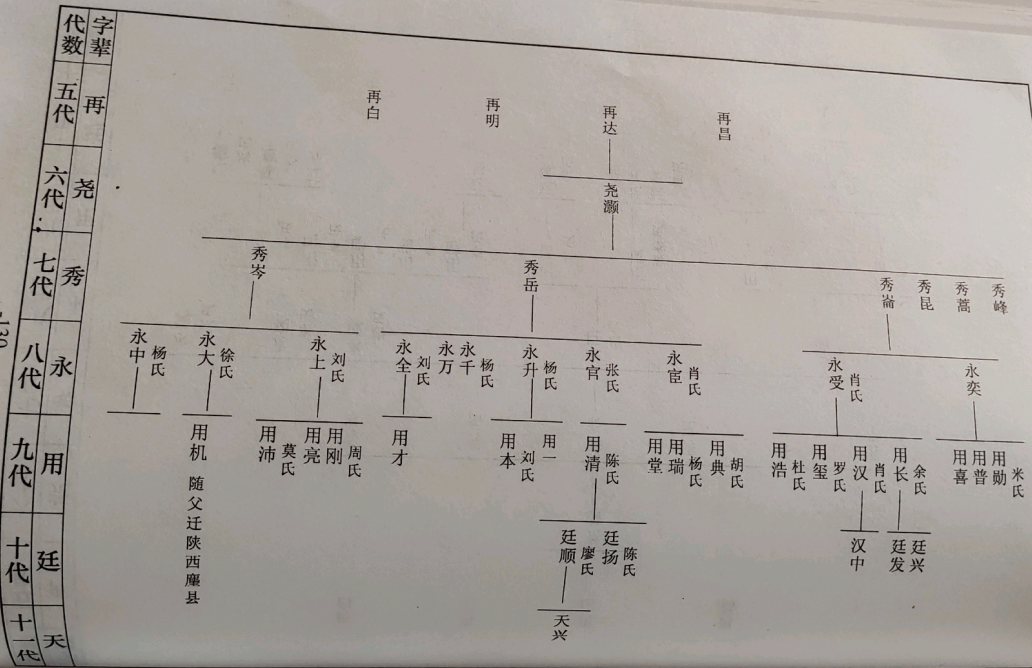 字辈
代数
再
五代
再昌
再达
再明
再白
尧
六代
尧灏
秀
七代
秀峰
秀蒿
秀昆
秀崙
秀岳
秀岑
永
八代
永奕
永受
肖氏
永宦
肖氏
永官
张氏
永升
杨氏
永千
杨氏
永万
永全
刘氏
永上
刘氏
永大
徐氏
永中
杨氏
用
九代
用勋
米氏
用普
用喜
用长
余氏
用汉
肖氏
用玺
罗氏
用浩
杜氏
用典
胡氏
用瑞
杨氏
用堂
用清
陈氏
用一
用本
刘氏
用才
用刚
周氏
用亮
用沛
莫氏
用机
随父迁陕西
县
廷
十代
廷兴
廷发
汉中
廷扬
陈氏
廷顺
廖氏
天
十一代
天兴